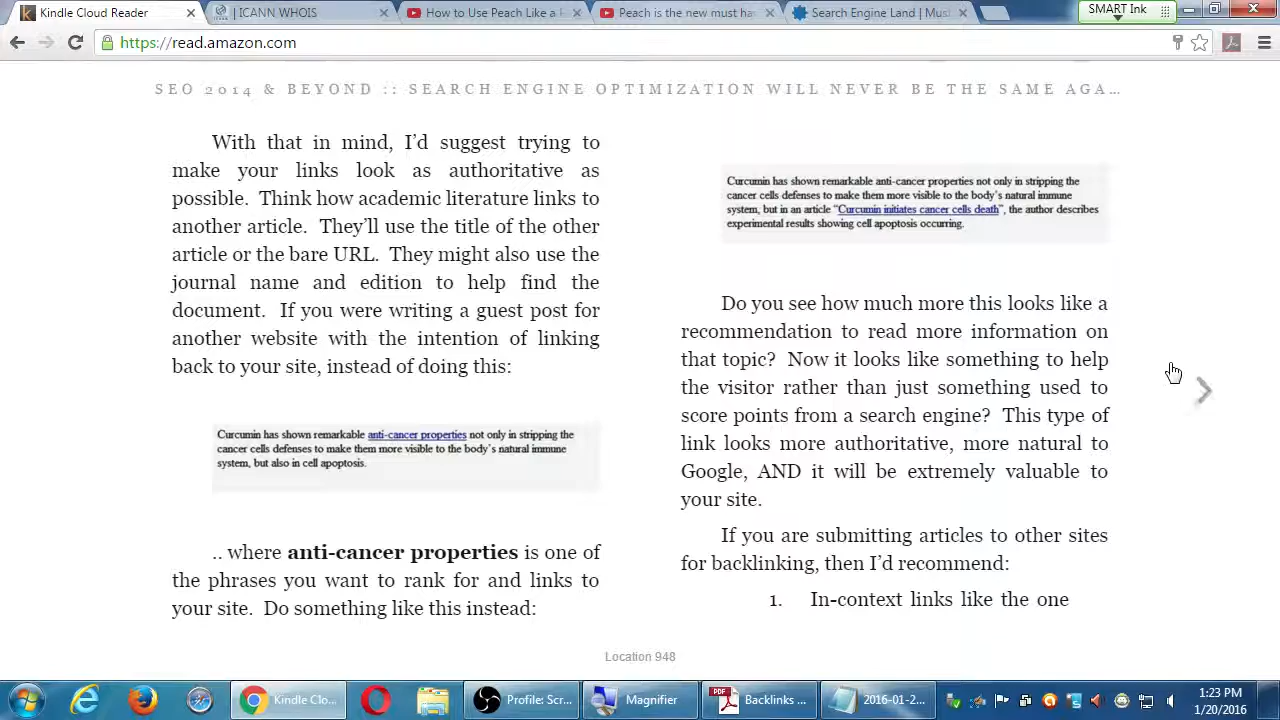 Kindle Cloud Reader
ICANN WHOIS
How to Use Peach Like a P
Peach is the new must hav
Search Engine Land | Mus
SMART Ink
https://read.amazon.com
SEO 2014 & BEYOND :: SEARCH ENGINE OPTIMIZATION WILL NEVER BE THE SAME AGA...
With that in mind, I'd suggest trying to
make your links look as authoritative as
possible. Think how academic literature links to
another article. They'll use the title of the other
article or the bare URL. They might also use the
journal name and edition to help find the
document. If you were writing a guest post for
another website with the intention of linking
back to your site, instead of doing this:
Curcumin has shown remarkable anti-cancer properties not only in stripping the
cancer cells defenses to make them more visible to the body's natural immune
system, but also in cell apoptosis.
.. where anti-cancer properties is one of
the phrases you want to rank for and links to
your site. Do something like this instead:
Curcumin has shown remarkable anti-cancer properties not only in stripping the
cancer cells defenses to make them more visible to the body's natural immune
system, but in an article "Curcumin initiates cancer cells death", the author describes
experimental results showing cell apoptosis occurring.
Do you see how much more this looks like a
recommendation to read more information on
that topic? Now it looks like something to help
the visitor rather than just something used to
score points from a search engine? This type of
link looks more authoritative, more natural to
Google, AND it will be extremely valuable to
your site.
If you are submitting articles to other sites
for backlinking, then I'd recommend:
1. In-context links like the one
Location 948
Kindle Clo...
Profile: Scr...
Magnifier
Backlinks ...
2016-01-2...
1:23 PM
1/20/2016